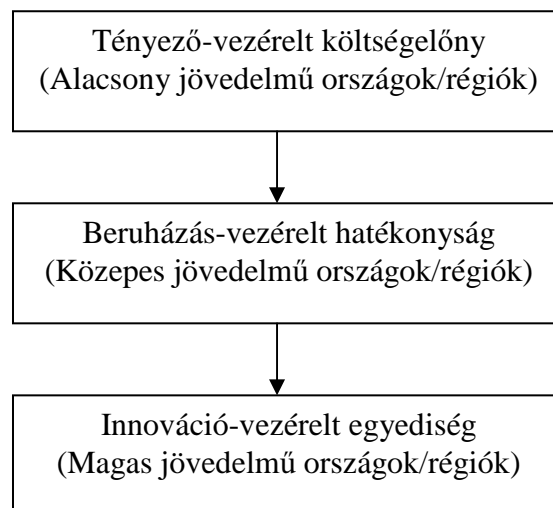 Tényező-vezérelt költségelőny
(Alacsony jövedelmű országok/régiók)
Beruházás-vezérelt hatékonyság
(Közepes jövedelmű országok/régiók)
Innováció-vezérelt egyediség
(Magas jövedelmű országok/régiók)